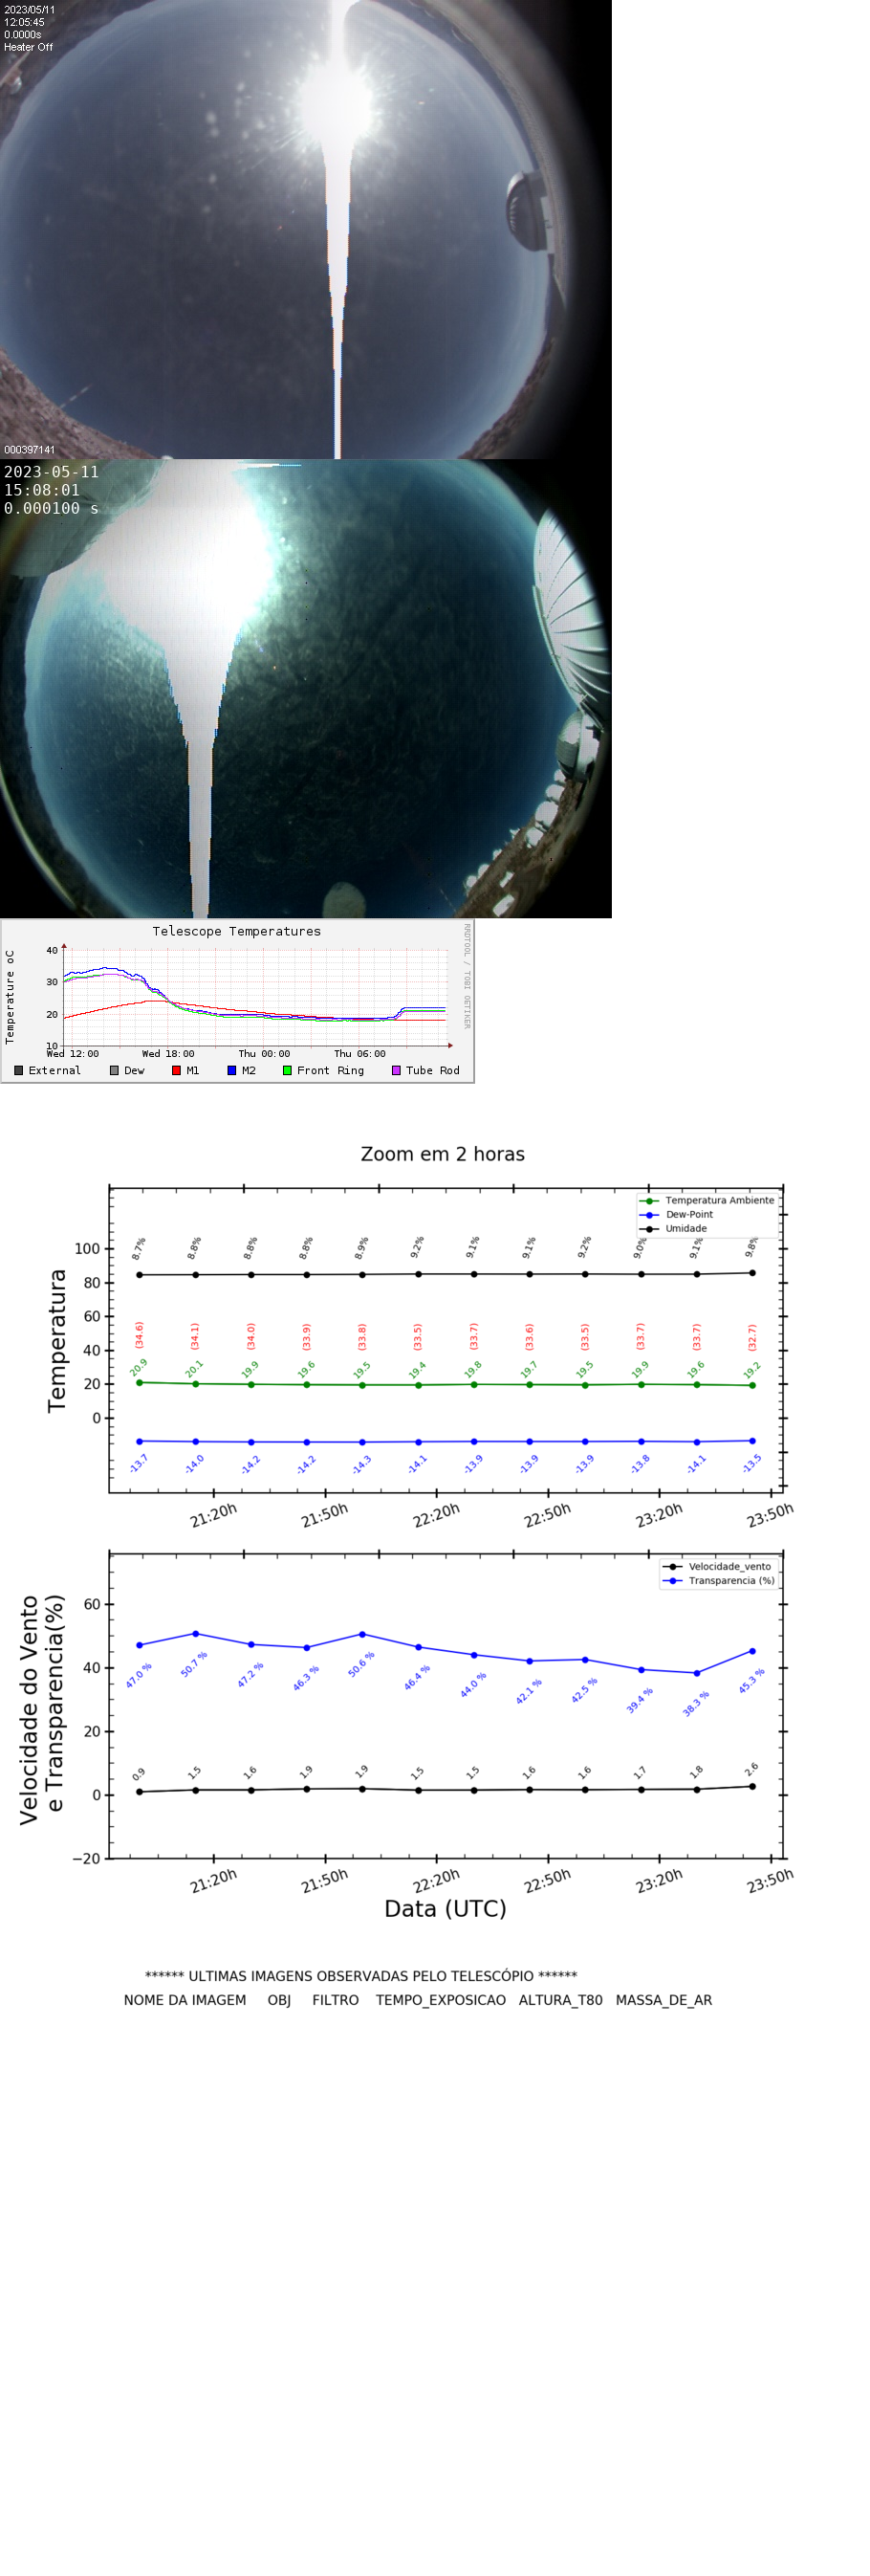 2023/05/11
12:05:45
0.0000s
Heater Off
000397141
2023-05-11
15:08:01
0.000100 s
Telescope Temperatures
RRDTOOL / TOBI OETIKER
Temperature oC
40
30
20
10
Wed 12:00 Wed 18:00 Thu 00:00 Thu 06:00
External Dew M1 M2 Front Ring Tube Rod
Zoom em 2 horas
Temperatura Ambiente
Dew-Point
Umidade
Temperatura
100
80
60
40
20
0
8.7% 8.8% 8.8% 8.8% 8.9% 9.2% 9.1% 9.1% 9.2% 9.0% 9.1% 9.8%
(34.6) (34.1) (34.0) (33.9) (33.8) (33.5) (33.7) (33.6) (33.5) (33.7) (33.7) (32.7)
20.9 20.1 19.9 19.6 19.5 19.4 19.8 19.7 19.5 19.9 19.6 19.2
-13.7 -14.0 -14.2 -14.2 -14.3 -14.1 -13.9 -13.9 -13.9 -13.8 -14.1 -13.5
21:20h 21:50h 22:20h 22:50h 23:20h 23:50h
Velocidade_vento
Transparencia (%)
Velocidade do Vento
e Transparencia(%)
60
40
20
0
−20
47.0 % 50.7 % 47.2 % 46.3 % 50.6 % 46.4 % 44.0 % 42.1 % 42.5 % 39.4 % 38.3 % 45.3 %
0.9 1.5 1.6 1.9 1.9 1.5 1.5 1.6 1.6 1.7 1.8 2.6
21:20h 21:50h 22:20h 22:50h 23:20h 23:50h
Data (UTC)
****** ULTIMAS IMAGENS OBSERVADAS PELO TELESCÓPIO ******
NOME DA IMAGEM OBJ FILTRO TEMPO_EXPOSICAO ALTURA_T80 MASSA_DE_AR